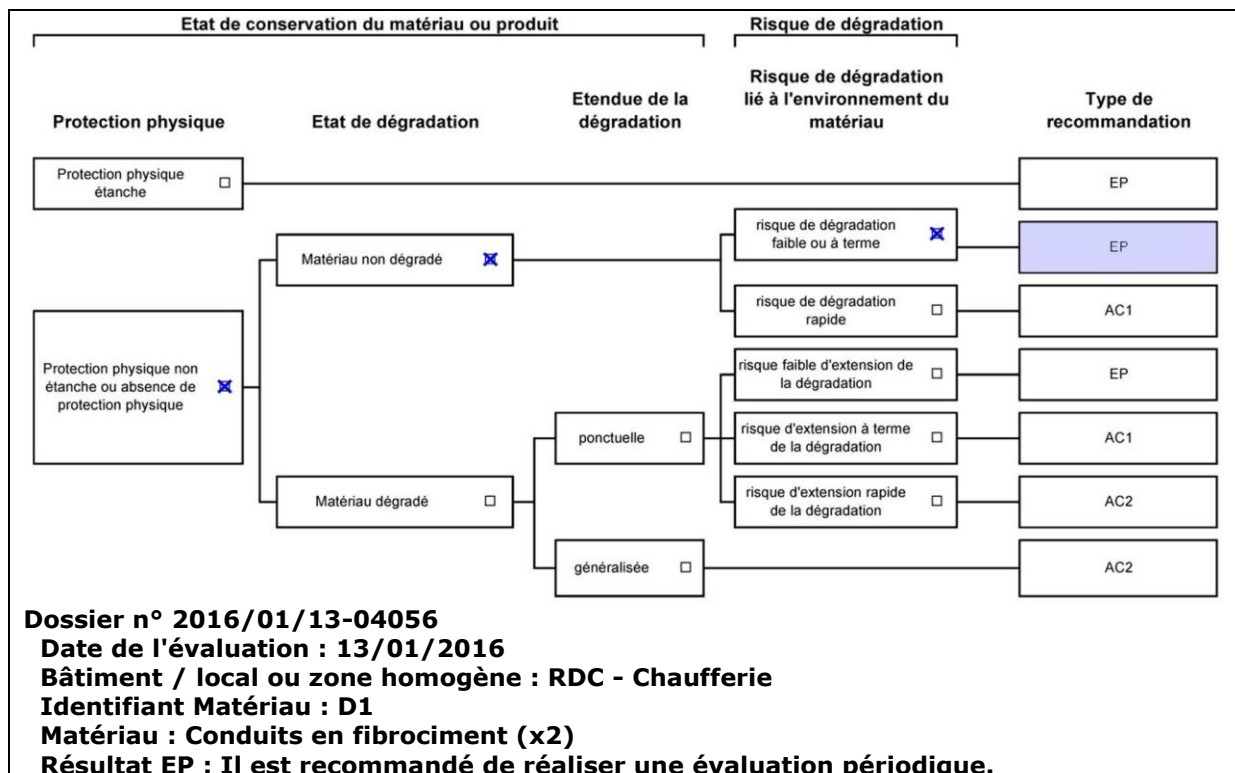 Etat de conservation du matériau ou produit
Risque de dégradation
Protection physique
Etat de dégradation
Etendue de la
dégradation
Risque de dégradation
lié à l'environnement du
matériau
Type de
recommandation
Protection physique
étanche
EP
risque de dégradation
faible ou à terme
EP
Matériau non dégradé
risque de dégradation
rapide
AC1
Protection physique non
étanche ou absence de
protection physique
risque faible d'extension de
la dégradation
EP
ponctuelle
risque d'extension à terme
de la dégradation
AC1
Matériau dégradé
risque d'extension rapide
de la dégradation
AC2
généralisée
AC2
Dossier n° 2016/01/13-04056
Date de l'évaluation : 13/01/2016
Bâtiment / local ou zone homogène : RDC - Chaufferie
Identifiant Matériau : D1
Matériau : Conduits en fibrociment (x2)
Résultat EP : Il est recommandé de réaliser une évaluation périodique.